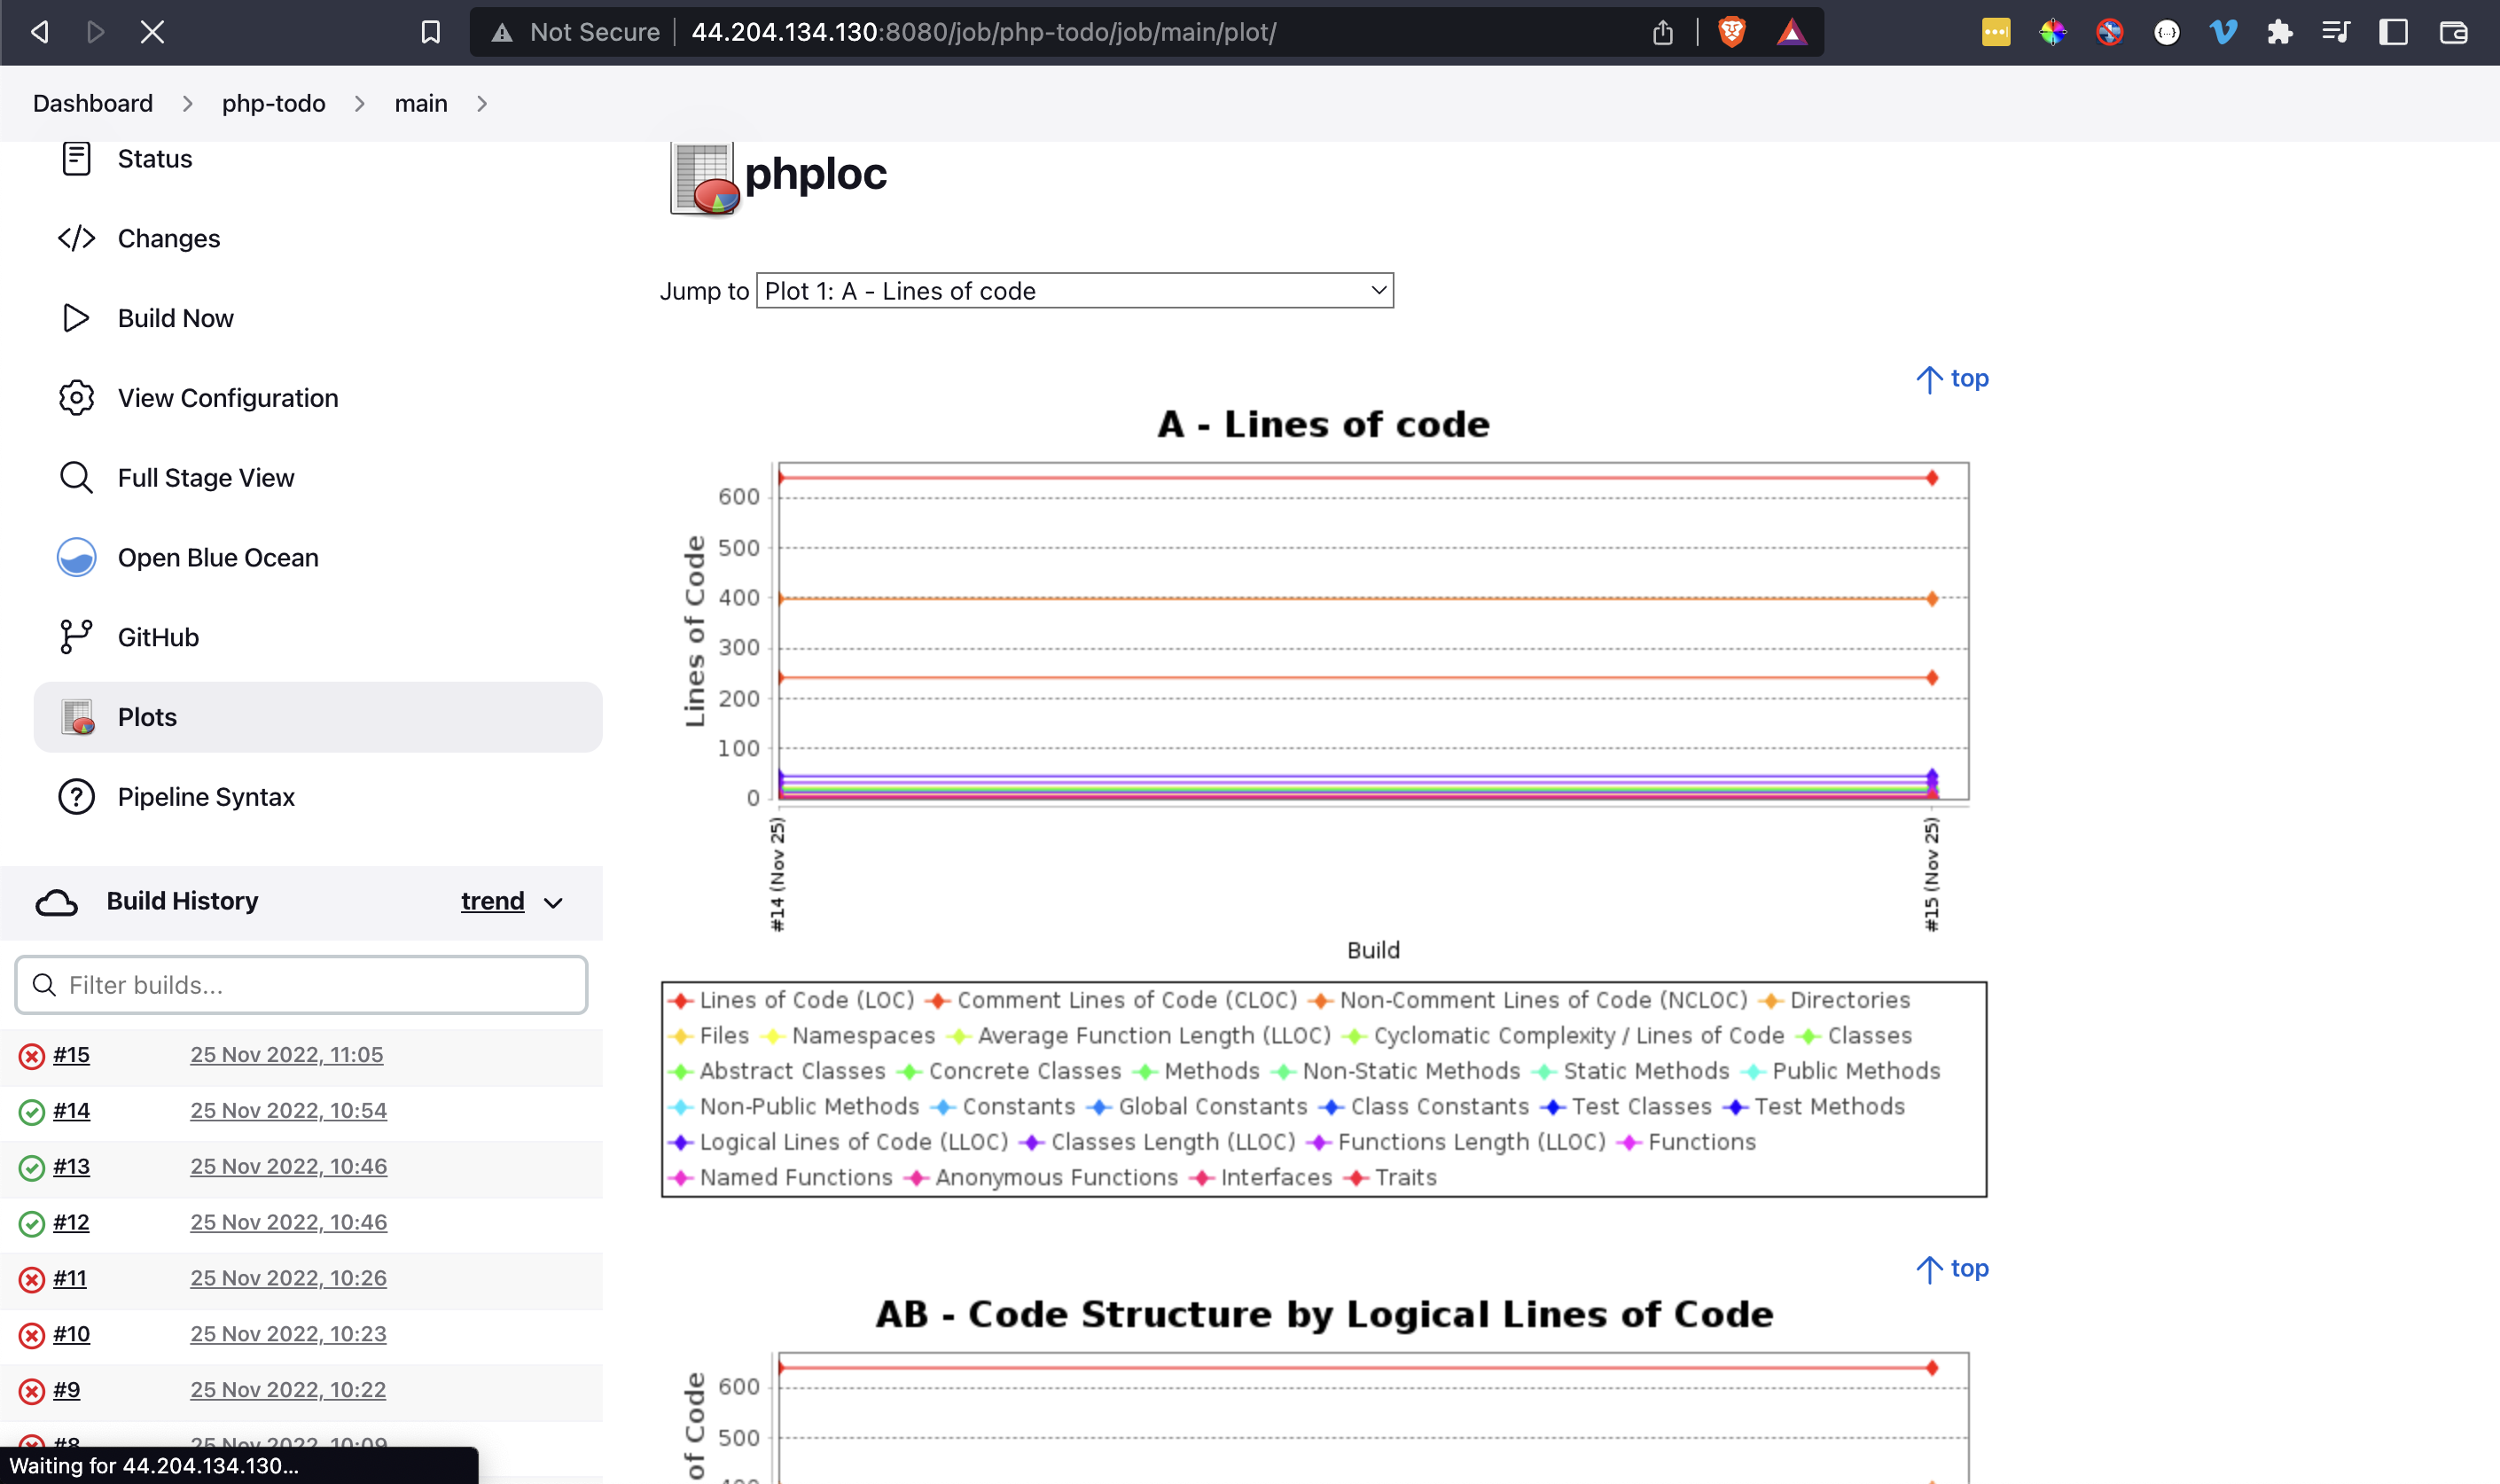 Not Secure 44.204.134.130:8080/job/php-todo/job/main/plot/
Dashboard php-todo main
Status
Changes
Build Now
View Configuration
Full Stage View
Open Blue Ocean
GitHub
Plots
Pipeline Syntax
Build History trend
Filter builds...
#15 25 Nov 2022, 11:05
#14 25 Nov 2022, 10:54
#13 25 Nov 2022, 10:46
#12 25 Nov 2022, 10:46
#11 25 Nov 2022, 10:26
#10 25 Nov 2022, 10:23
#9 25 Nov 2022, 10:22
#8 25 Nov 2022, 10:09
Waiting for 44.204.134.130...
phploc
Jump to Plot 1: A - Lines of code
top
A - Lines of code
Lines of Code
600
500
400
300
200
100
0
#14 (Nov 25)
#15 (Nov 25)
Build
Lines of Code (LOC) Comment Lines of Code (CLOC) Non-Comment Lines of Code (NCLOC) Directories
Files Namespaces Average Function Length (LLOC) Cyclomatic Complexity / Lines of Code Classes
Abstract Classes Concrete Classes Methods Non-Static Methods Static Methods Public Methods
Non-Public Methods Constants Global Constants Class Constants Test Classes Test Methods
Logical Lines of Code (LLOC) Classes Length (LLOC) Functions Length (LLOC) Functions
Named Functions Anonymous Functions Interfaces Traits
top
AB - Code Structure by Logical Lines of Code
of Code
600
500
400